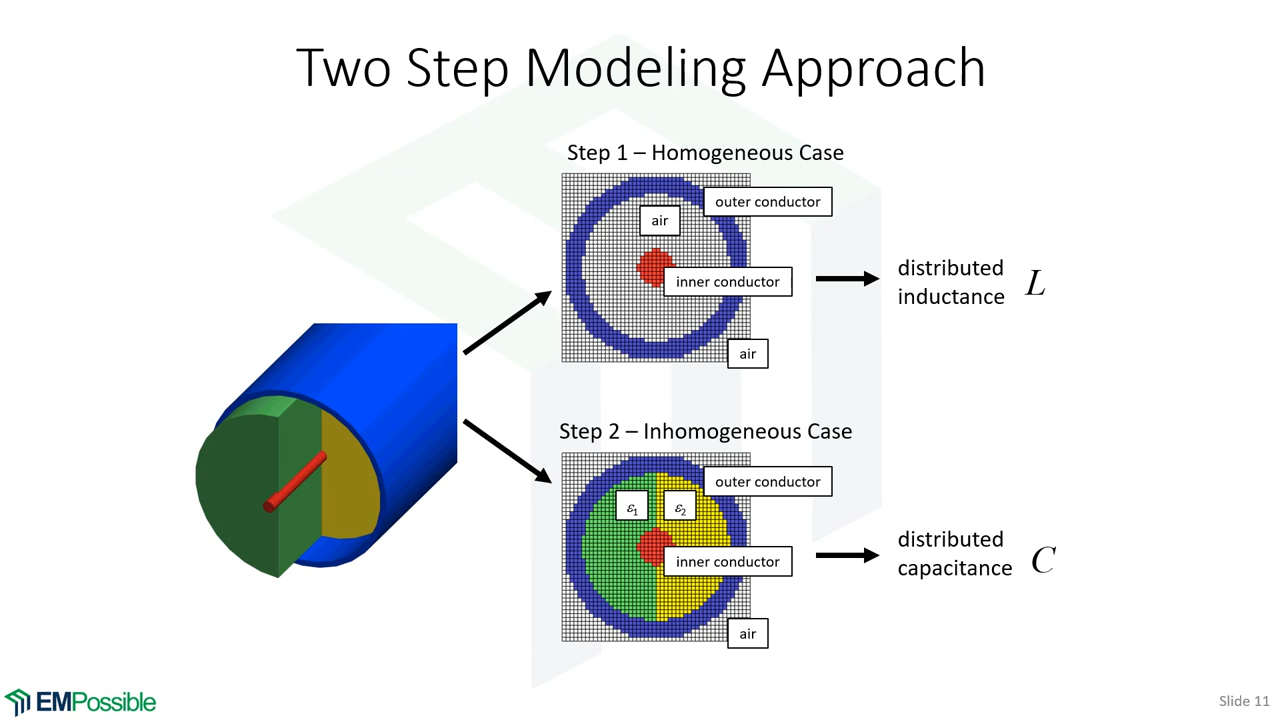 Two Step Modeling Approach
Step 1 – Homogeneous Case
outer conductor
air
inner conductor
air
distributed
inductance L
Step 2 – Inhomogeneous Case
outer conductor
ε₁ ε₂
inner conductor
air
distributed
capacitance C
EMPossible
Slide 11